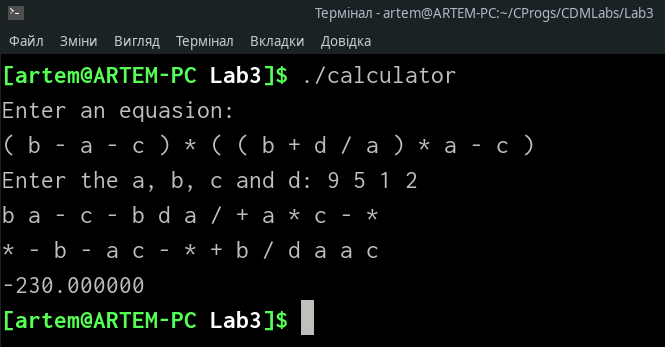 Термінал - artem@ARTEM-PC:~/CProgs/CDMLabs/Lab3
Файл Зміни Вигляд Термінал Вкладки Довідка
[artem@ARTEM-PC Lab3]$ ./calculator
Enter an equasion:
( b - a - c ) * ( ( b + d / a ) * a - c )
Enter the a, b, c and d: 9 5 1 2
b a - c - b d a / + a * c - *
* - b - a c - * + b / d a a c
-230.000000
[artem@ARTEM-PC Lab3]$